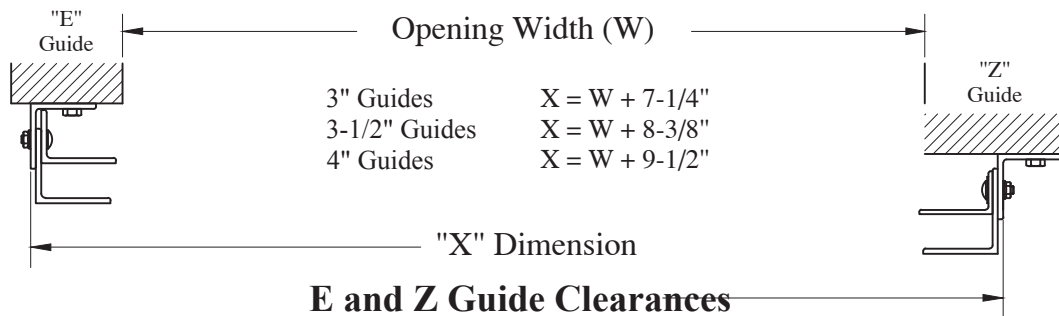 "E"
Guide
Opening Width (W)
"Z"
Guide
3" Guides X = W + 7-1/4"
3-1/2" Guides X = W + 8-3/8"
4" Guides X = W + 9-1/2"
"X" Dimension
E and Z Guide Clearances